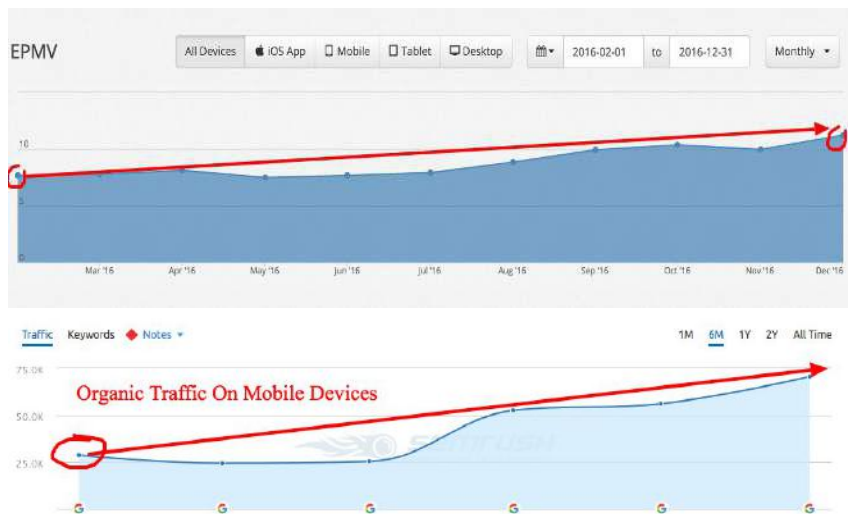 EPMV
All Devices iOS App Mobile Tablet Desktop 2016-02-01 to 2016-12-31 Monthly
10
5
0
Mar '16 Apr '16 May '16 Jun '16 Jul '16 Aug '16 Sep '16 Oct '16 Nov '16 Dec '16
Traffic Keywords Notes 1M 6M 1Y 2Y All Time
75.0K
Organic Traffic On Mobile Devices
50.0K
SEMRUSH
25.0K
G G G G G G